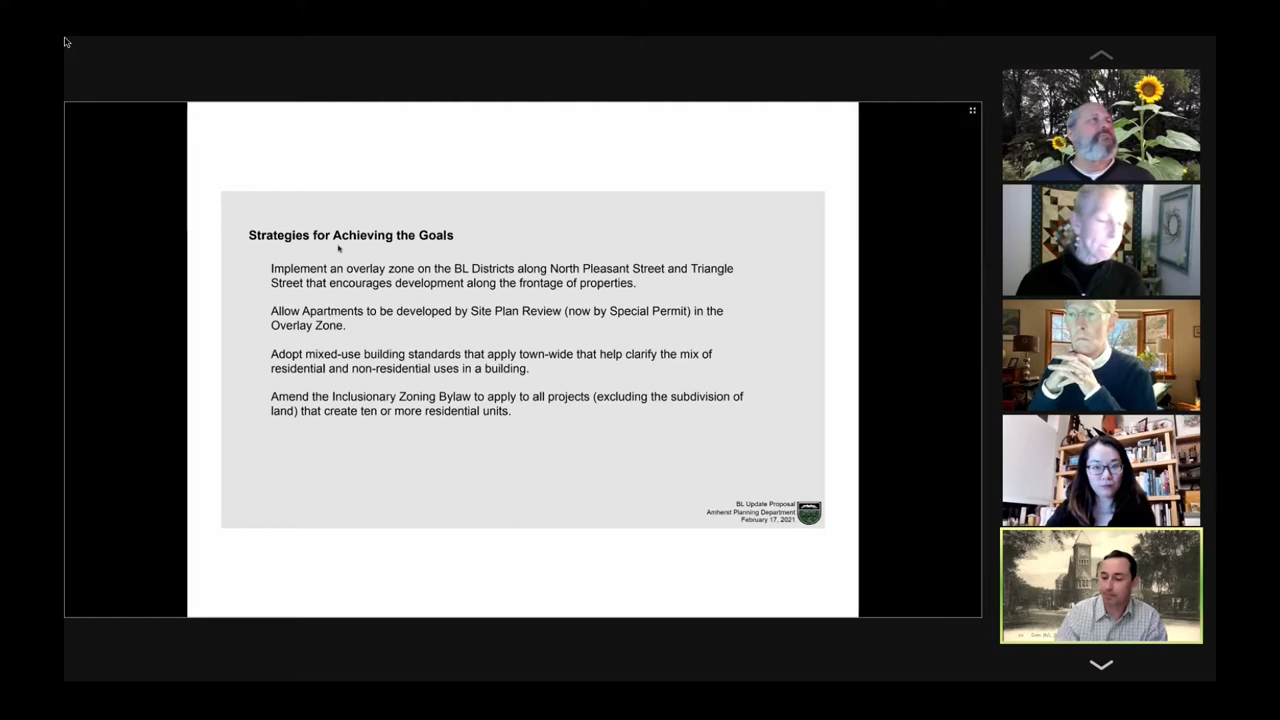 Strategies for Achieving the Goals
Implement an overlay zone on the BL Districts along North Pleasant Street and Triangle
Street that encourages development along the frontage of properties.
Allow Apartments to be developed by Site Plan Review (now by Special Permit) in the
Overlay Zone.
Adopt mixed-use building standards that apply town-wide that help clarify the mix of
residential and non-residential uses in a building.
Amend the Inclusionary Zoning Bylaw to apply to all projects (excluding the subdivision of
land) that create ten or more residential units.
BL Update Proposal
Amherst Planning Department
February 17, 2021